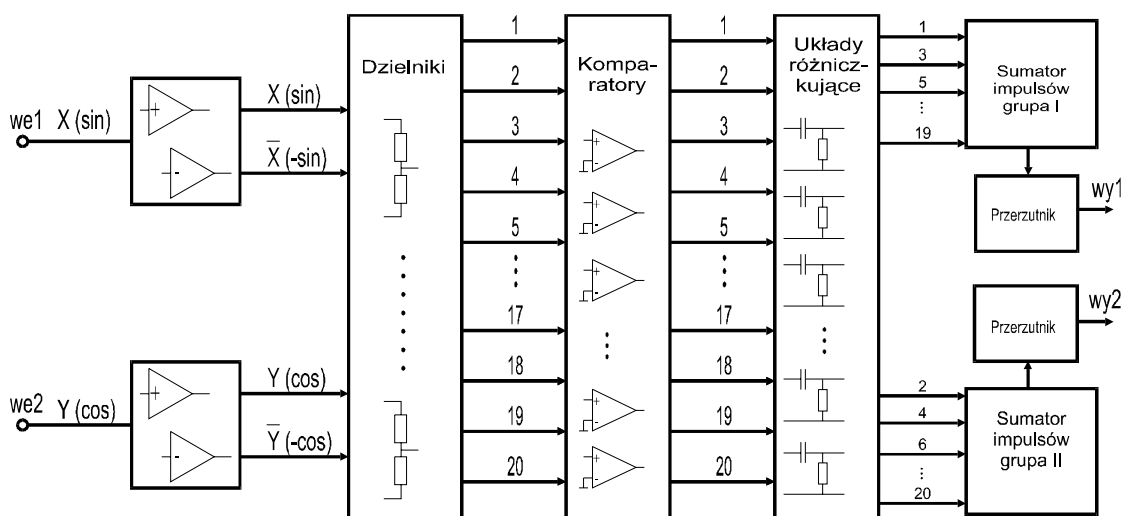 we1
X (sin)
+
-
X (sin)
X̅ (-sin)
we2
Y (cos)
+
-
Y (cos)
Y̅ (-cos)
Dzielniki
1
2
3
4
5
17
18
19
20
Kompa-
ratory
+
-
+
-
+
-
+
-
+
-
1
2
3
4
5
17
18
19
20
Układy
różnicz-
kujące
1
3
5
...
19
Sumator
impulsów
grupa I
Przerzutnik
wy1
Przerzutnik
wy2
2
4
6
...
20
Sumator
impulsów
grupa II